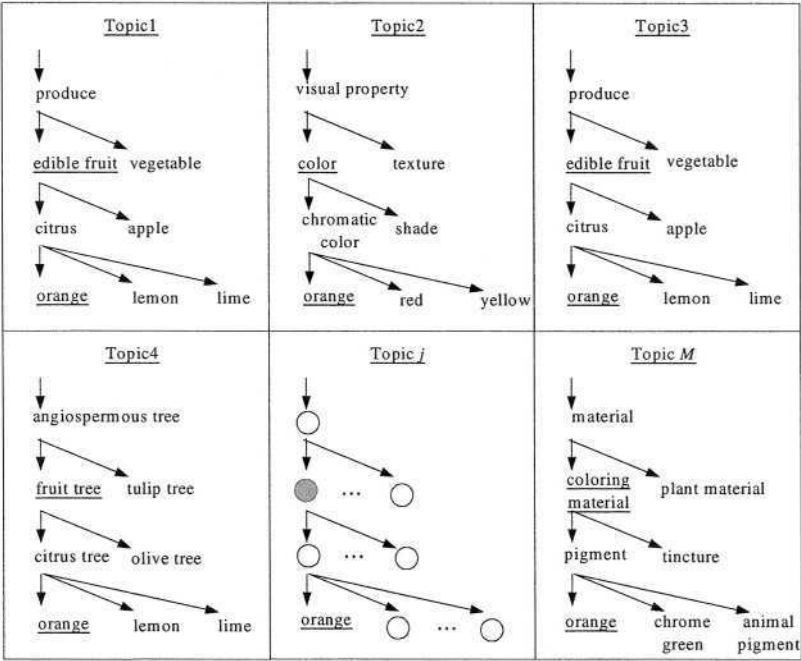 Topic1
produce
edible fruit vegetable
citrus apple
orange lemon lime
Topic2
visual property
color texture
chromatic
color shade
orange red yellow
Topic3
produce
edible fruit vegetable
citrus apple
orange lemon lime
Topic4
angiospermous tree
fruit tree tulip tree
citrus tree olive tree
orange lemon lime
Topic j
...
...
orange ...
Topic M
material
coloring
material plant material
pigment tincture
orange chrome animal
green pigment